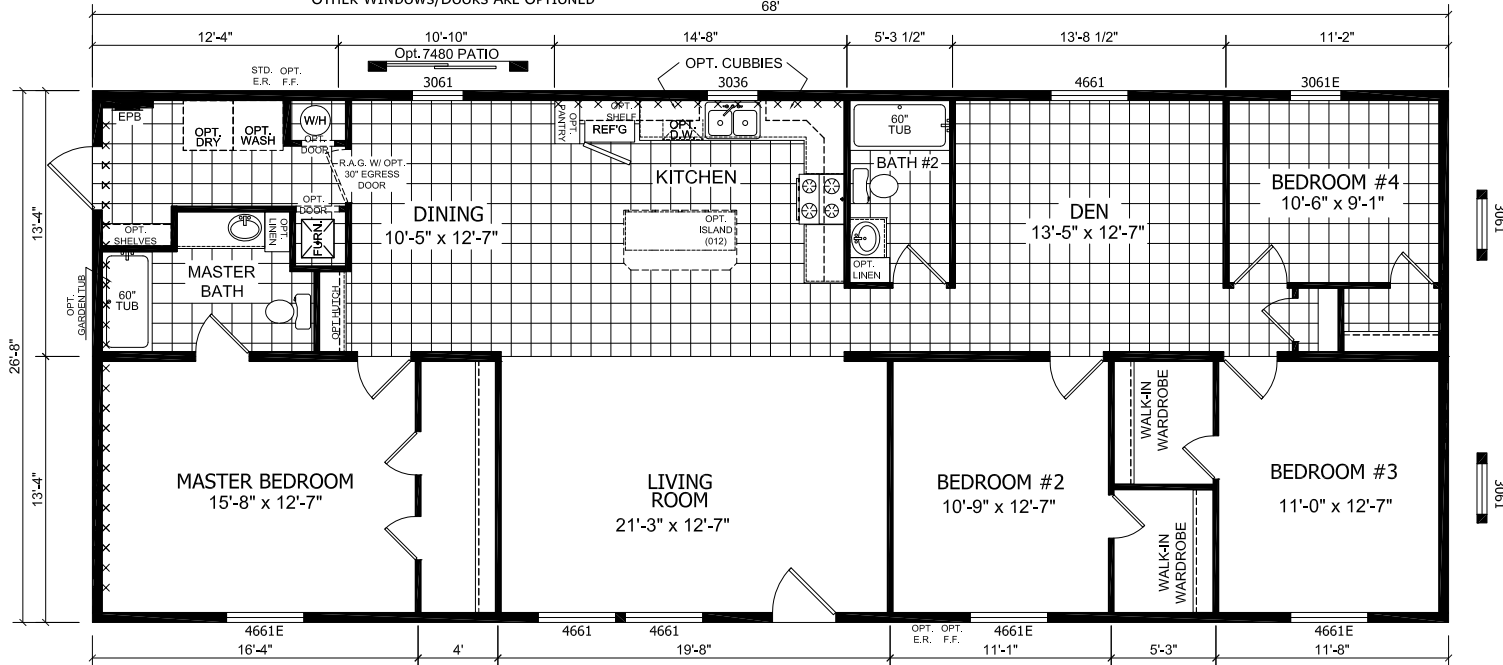 OTHER WINDOWS/DOORS ARE OPTIONED
68'
12'-4"
10'-10"
14'-8"
5'-3 1/2"
13'-8 1/2"
11'-2"
Opt. 7480 PATIO
OPT. CUBBIES
STD. OPT.
E.R. F.F.
3061
3036
4661
3061E
EPB
OPT.
DRY
OPT.
WASH
W/H
OPT.
DOOR
R.A.G. W/ OPT.
30" EGRESS
DOOR
OPT.
DOOR
FURN.
OPT.
SHELVES
OPT.
LINEN
MASTER
BATH
60"
TUB
OPT.
GARDEN TUB
OPT HUTCH
DINING
10'-5" x 12'-7"
OPT.
PANTRY
OPT.
SHELF
REF'G
OPT.
D.W.
KITCHEN
OPT.
ISLAND
(012)
60"
TUB
BATH #2
OPT.
LINEN
DEN
13'-5" x 12'-7"
BEDROOM #4
10'-6" x 9'-1"
3061
13'-4"
26'-8"
13'-4"
MASTER BEDROOM
15'-8" x 12'-7"
LIVING
ROOM
21'-3" x 12'-7"
BEDROOM #2
10'-9" x 12'-7"
WALK-IN
WARDROBE
WALK-IN
WARDROBE
BEDROOM #3
11'-0" x 12'-7"
3061
4661E
4661
4661
OPT. OPT.
E.R. F.F.
4661E
4661E
16'-4"
4'
19'-8"
11'-1"
5'-3"
11'-8"